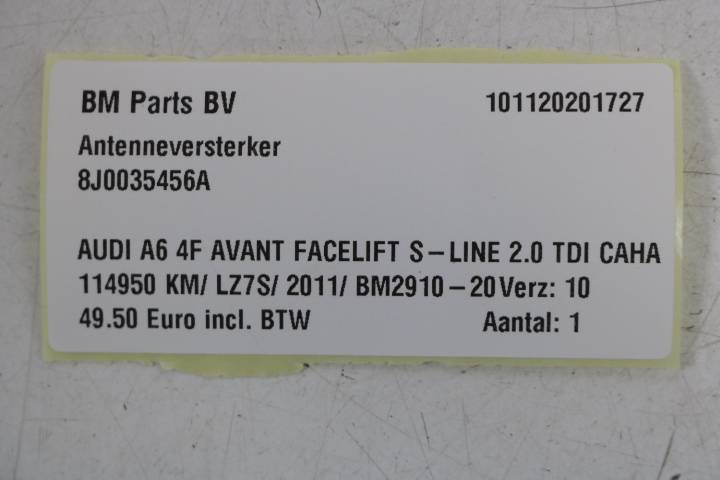 BM Parts BV 101120201727
Antenneversterker
8J0035456A
AUDI A6 4F AVANT FACELIFT S-LINE 2.0 TDI CAHA
114950 KM/ LZ7S/ 2011/ BM2910-20 Verz: 10
49.50 Euro incl. BTW Aantal: 1